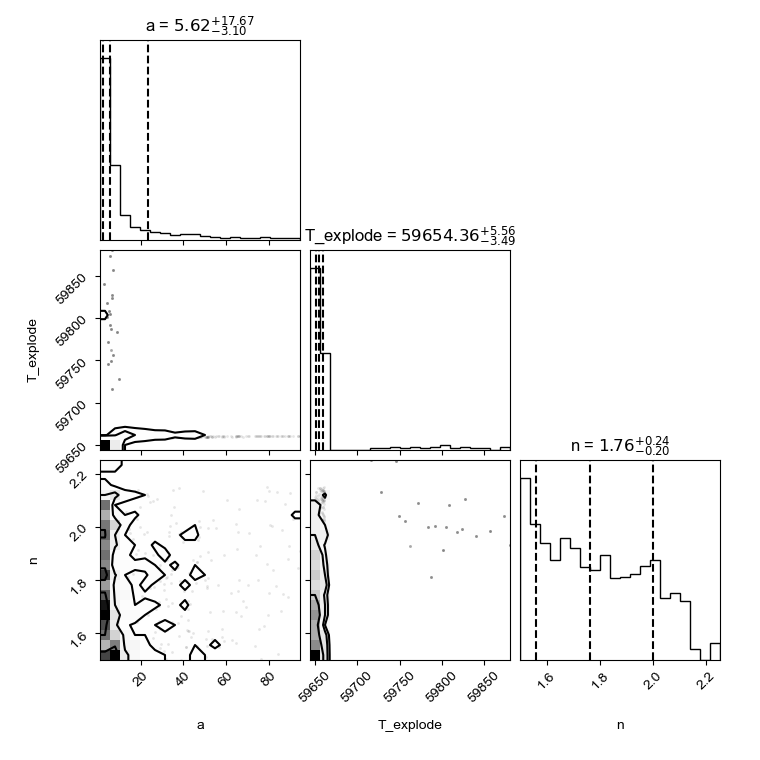 a = 5.62+17.67−3.10
T_explode = 59654.36+5.56−3.49
59850
59800
59750
59700
59650
T_explode
n = 1.76+0.24−0.20
2.2
2.0
1.8
1.6
n
20 40 60 80
a
59650 59700 59750 59800 59850
T_explode
1.6 1.8 2.0 2.2
n